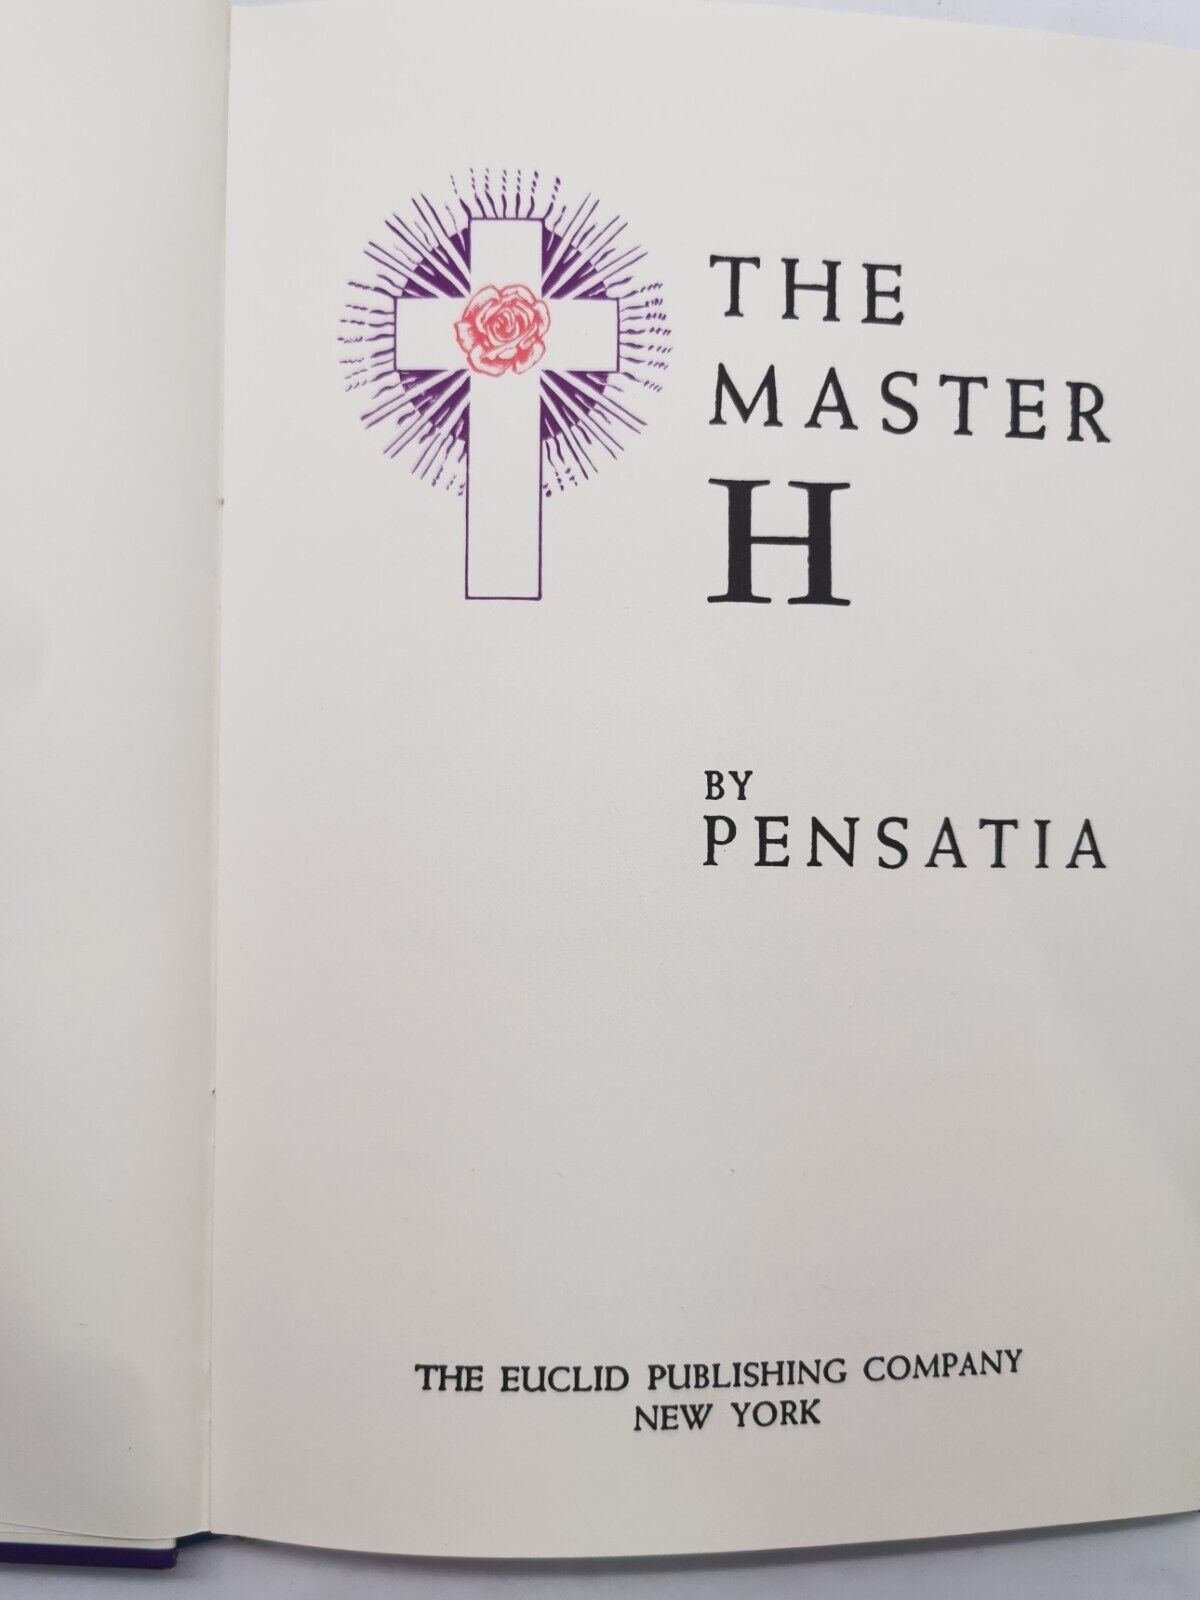 THE
MASTER
H
BY
PENSATIA
THE EUCLID PUBLISHING COMPANY
NEW YORK